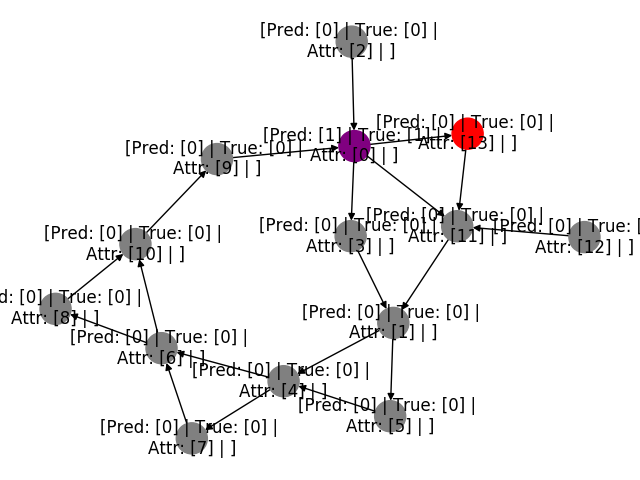 [Pred: [0] | True: [0] |
Attr: [2] | ]
[Pred: [0] | True: [0] |
Attr: [13] | ]
[Pred: [1] | True: [1] |
Attr: [0] | ]
[Pred: [0] | True: [0] |
Attr: [9] | ]
[Pred: [0] | True: [0] |
Attr: [11] | ]
[Pred: [0] | True: [0] |
Attr: [3] | ]
[Pred: [0] | True: [0] |
Attr: [12] | ]
[Pred: [0] | True: [0] |
Attr: [10] | ]
d: [0] | True: [0] |
Attr: [8] | ]
[Pred: [0] | True: [0] |
Attr: [1] | ]
[Pred: [0] | True: [0] |
Attr: [6] | ]
[Pred: [0] | True: [0] |
Attr: [4] | ]
[Pred: [0] | True: [0] |
Attr: [5] | ]
[Pred: [0] | True: [0] |
Attr: [7] | ]